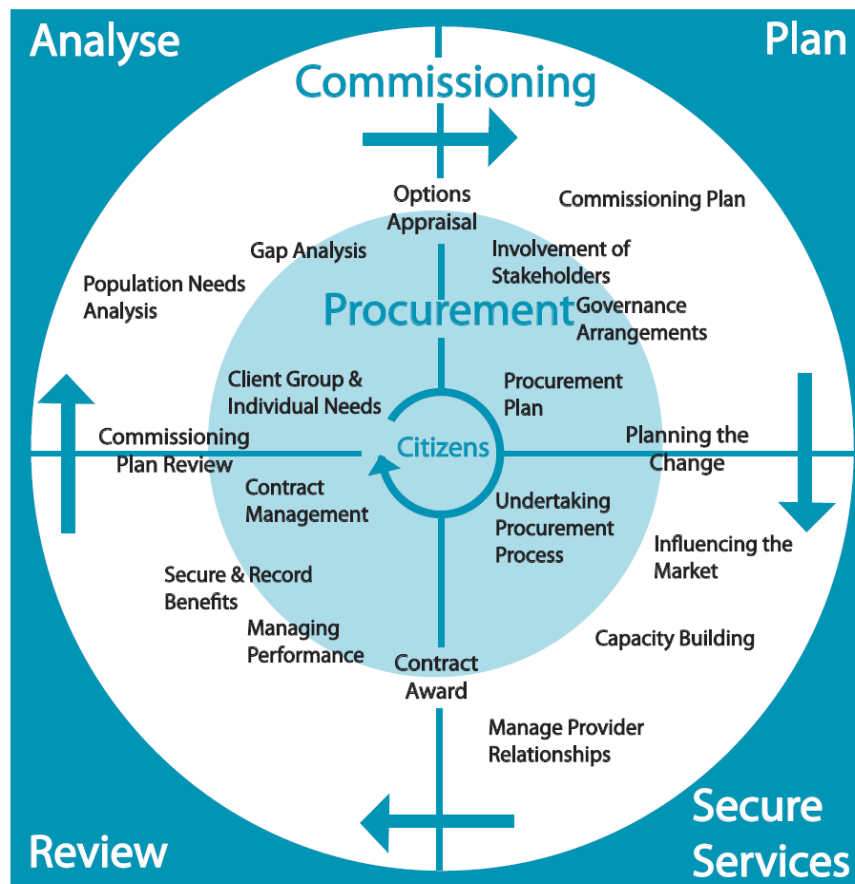 Analyse
Plan
Commissioning
Options
Appraisal
Commissioning Plan
Gap Analysis
Involvement of
Stakeholders
Population Needs
Analysis
Procurement
Governance
Arrangements
Client Group &
Individual Needs
Procurement
Plan
Commissioning
Plan Review
Citizens
Planning the
Change
Contract
Management
Undertaking
Procurement
Process
Influencing the
Market
Secure & Record
Benefits
Managing
Performance
Capacity Building
Contract
Award
Manage Provider
Relationships
Review
Secure
Services